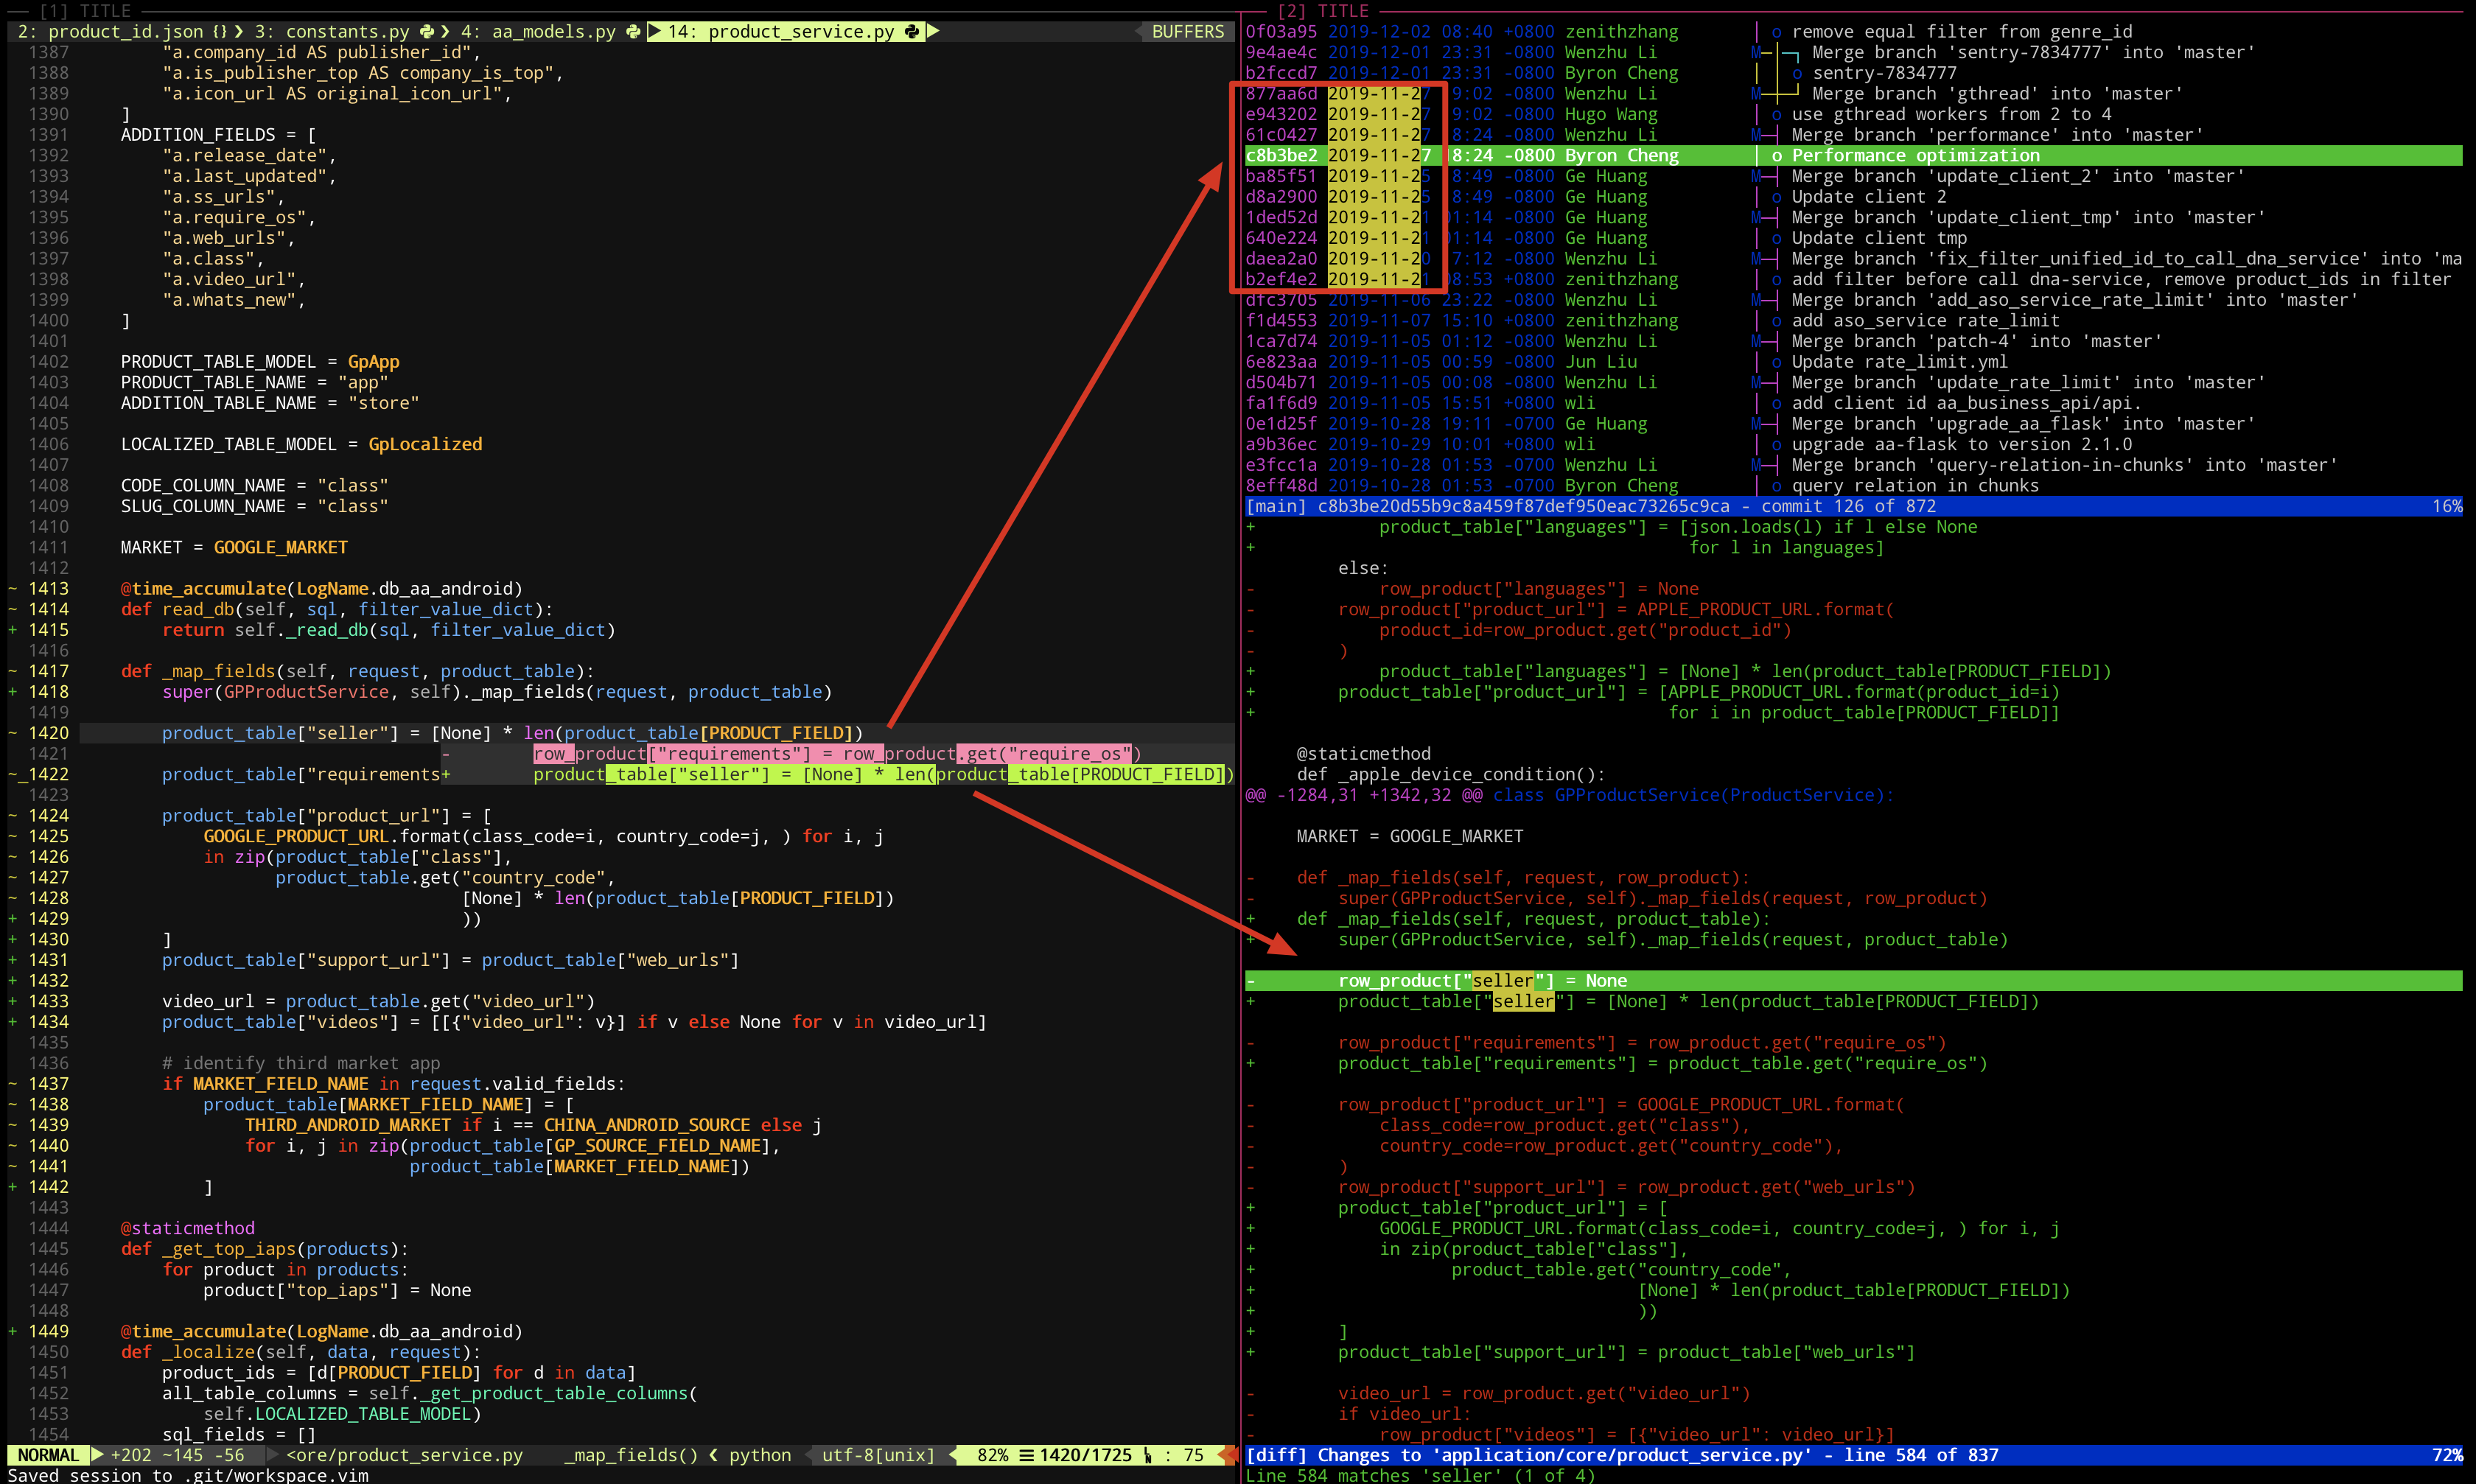 [1] TITLE
2: product_id.json {} ❯ 3: constants.py ❯ 4: aa_models.py 14: product_service.py BUFFERS
1387 "a.company_id AS publisher_id",
1388 "a.is_publisher_top AS company_is_top",
1389 "a.icon_url AS original_icon_url",
1390 ]
1391 ADDITION_FIELDS = [
1392 "a.release_date",
1393 "a.last_updated",
1394 "a.ss_urls",
1395 "a.require_os",
1396 "a.web_urls",
1397 "a.class",
1398 "a.video_url",
1399 "a.whats_new",
1400 ]
1401
1402 PRODUCT_TABLE_MODEL = GpApp
1403 PRODUCT_TABLE_NAME = "app"
1404 ADDITION_TABLE_NAME = "store"
1405
1406 LOCALIZED_TABLE_MODEL = GpLocalized
1407
1408 CODE_COLUMN_NAME = "class"
1409 SLUG_COLUMN_NAME = "class"
1410
1411 MARKET = GOOGLE_MARKET
1412
~ 1413 @time_accumulate(LogName.db_aa_android)
~ 1414 def read_db(self, sql, filter_value_dict):
+ 1415 return self._read_db(sql, filter_value_dict)
1416
~ 1417 def _map_fields(self, request, product_table):
+ 1418 super(GPProductService, self)._map_fields(request, product_table)
1419
~ 1420 product_table["seller"] = [None] * len(product_table[PRODUCT_FIELD])
1421 - row_product["requirements"] = row_product.get("require_os")
~_1422 product_table["requirements + product_table["seller"] = [None] * len(product_table[PRODUCT_FIELD])
1423
~ 1424 product_table["product_url"] = [
~ 1425 GOOGLE_PRODUCT_URL.format(class_code=i, country_code=j, ) for i, j
~ 1426 in zip(product_table["class"],
~ 1427 product_table.get("country_code",
~ 1428 [None] * len(product_table[PRODUCT_FIELD])
+ 1429 ))
+ 1430 ]
+ 1431 product_table["support_url"] = product_table["web_urls"]
+ 1432
+ 1433 video_url = product_table.get("video_url")
+ 1434 product_table["videos"] = [[{"video_url": v}] if v else None for v in video_url]
1435
1436 # identify third market app
~ 1437 if MARKET_FIELD_NAME in request.valid_fields:
~ 1438 product_table[MARKET_FIELD_NAME] = [
~ 1439 THIRD_ANDROID_MARKET if i == CHINA_ANDROID_SOURCE else j
~ 1440 for i, j in zip(product_table[GP_SOURCE_FIELD_NAME],
~ 1441 product_table[MARKET_FIELD_NAME])
+ 1442 ]
1443
1444 @staticmethod
1445 def _get_top_iaps(products):
1446 for product in products:
1447 product["top_iaps"] = None
1448
+ 1449 @time_accumulate(LogName.db_aa_android)
1450 def _localize(self, data, request):
1451 product_ids = [d[PRODUCT_FIELD] for d in data]
1452 all_table_columns = self._get_product_table_columns(
1453 self.LOCALIZED_TABLE_MODEL)
1454 sql_fields = []
NORMAL +202 ~145 -56 <ore/product_service.py _map_fields() ❮ python utf-8[unix] 82% ☰ 1420/1725 : 75
Saved session to .git/workspace.vim
[2] TITLE
0f03a95 2019-12-02 08:40 +0800 zenithzhang o remove equal filter from genre_id
9e4ae4c 2019-12-01 23:31 -0800 Wenzhu Li M Merge branch 'sentry-7834777' into 'master'
b2fccd7 2019-12-01 23:31 -0800 Byron Cheng o sentry-7834777
877aa6d 2019-11-27 9:02 -0800 Wenzhu Li M Merge branch 'gthread' into 'master'
e943202 2019-11-27 9:02 -0800 Hugo Wang o use gthread workers from 2 to 4
61c0427 2019-11-27 8:24 -0800 Wenzhu Li M Merge branch 'performance' into 'master'
c8b3be2 2019-11-27 8:24 -0800 Byron Cheng o Performance optimization
ba85f51 2019-11-25 8:49 -0800 Ge Huang M Merge branch 'update_client_2' into 'master'
d8a2900 2019-11-25 8:49 -0800 Ge Huang o Update client 2
1ded52d 2019-11-21 01:14 -0800 Ge Huang M Merge branch 'update_client_tmp' into 'master'
640e224 2019-11-21 01:14 -0800 Ge Huang o Update client tmp
daea2a0 2019-11-20 7:12 -0800 Wenzhu Li M Merge branch 'fix_filter_unified_id_to_call_dna_service' into 'ma
b2ef4e2 2019-11-21 08:53 +0800 zenithzhang o add filter before call dna-service, remove product_ids in filter
dfc3705 2019-11-06 23:22 -0800 Wenzhu Li M Merge branch 'add_aso_service_rate_limit' into 'master'
f1d4553 2019-11-07 15:10 +0800 zenithzhang o add aso_service rate_limit
1ca7d74 2019-11-05 01:12 -0800 Wenzhu Li M Merge branch 'patch-4' into 'master'
6e823aa 2019-11-05 00:59 -0800 Jun Liu o Update rate_limit.yml
d504b71 2019-11-05 00:08 -0800 Wenzhu Li M Merge branch 'update_rate_limit' into 'master'
fa1f6d9 2019-11-05 15:51 +0800 wli o add client id aa_business_api/api.
0e1d25f 2019-10-28 19:11 -0700 Ge Huang M Merge branch 'upgrade_aa_flask' into 'master'
a9b36ec 2019-10-29 10:01 +0800 wli o upgrade aa-flask to version 2.1.0
e3fcc1a 2019-10-28 01:53 -0700 Wenzhu Li M Merge branch 'query-relation-in-chunks' into 'master'
8eff48d 2019-10-28 01:53 -0700 Byron Cheng o query relation in chunks
[main] c8b3be20d55b9c8a459f87def950eac73265c9ca - commit 126 of 872 16%
+ product_table["languages"] = [json.loads(l) if l else None
+ for l in languages]
else:
- row_product["languages"] = None
- row_product["product_url"] = APPLE_PRODUCT_URL.format(
- product_id=row_product.get("product_id")
- )
+ product_table["languages"] = [None] * len(product_table[PRODUCT_FIELD])
+ product_table["product_url"] = [APPLE_PRODUCT_URL.format(product_id=i)
+ for i in product_table[PRODUCT_FIELD]]
@staticmethod
def _apple_device_condition():
@@ -1284,31 +1342,32 @@ class GPProductService(ProductService):
MARKET = GOOGLE_MARKET
- def _map_fields(self, request, row_product):
- super(GPProductService, self)._map_fields(request, row_product)
+ def _map_fields(self, request, product_table):
+ super(GPProductService, self)._map_fields(request, product_table)
- row_product["seller"] = None
+ product_table["seller"] = [None] * len(product_table[PRODUCT_FIELD])
- row_product["requirements"] = row_product.get("require_os")
+ product_table["requirements"] = product_table.get("require_os")
- row_product["product_url"] = GOOGLE_PRODUCT_URL.format(
- class_code=row_product.get("class"),
- country_code=row_product.get("country_code"),
- )
- row_product["support_url"] = row_product.get("web_urls")
+ product_table["product_url"] = [
+ GOOGLE_PRODUCT_URL.format(class_code=i, country_code=j, ) for i, j
+ in zip(product_table["class"],
+ product_table.get("country_code",
+ [None] * len(product_table[PRODUCT_FIELD])
+ ))
+ ]
+ product_table["support_url"] = product_table["web_urls"]
- video_url = row_product.get("video_url")
- if video_url:
- row_product["videos"] = [{"video_url": video_url}]
[diff] Changes to 'application/core/product_service.py' - line 584 of 837 72%
Line 584 matches 'seller' (1 of 4)